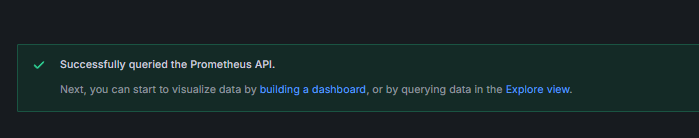 Successfully queried the Prometheus API.
Next, you can start to visualize data by building a dashboard, or by querying data in the Explore view.